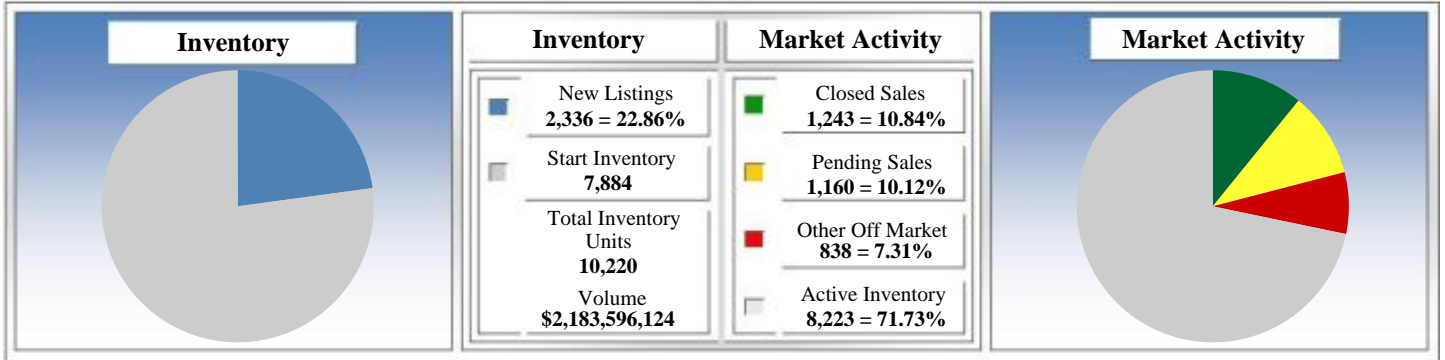 Inventory
Inventory
Market Activity
New Listings
2,336 = 22.86%
Start Inventory
7,884
Total Inventory
Units
10,220
Volume
$2,183,596,124
Closed Sales
1,243 = 10.84%
Pending Sales
1,160 = 10.12%
Other Off Market
838 = 7.31%
Active Inventory
8,223 = 71.73%
Market Activity